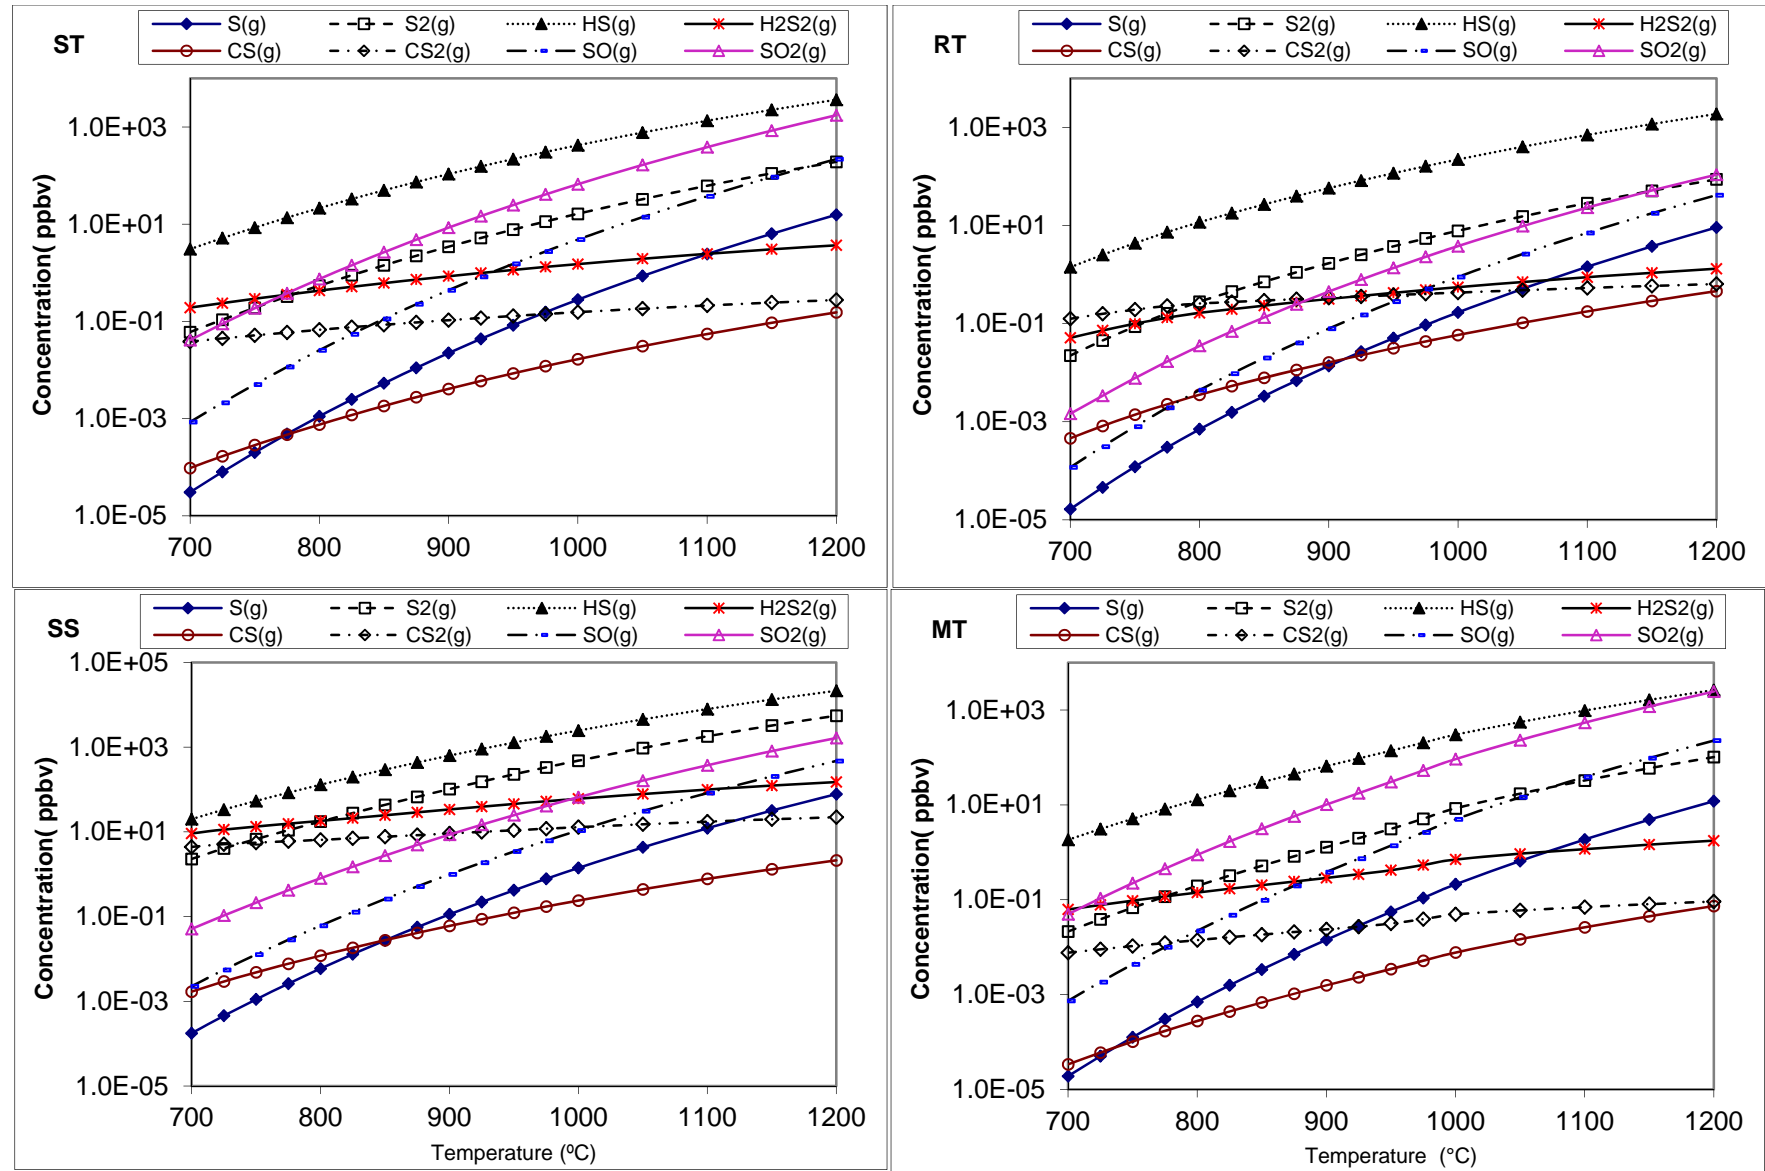 ST
S(g) S2(g) HS(g) H2S2(g)
CS(g) CS2(g) SO(g) SO2(g)
Concentration( ppbv)
1.0E+03
1.0E+01
1.0E-01
1.0E-03
1.0E-05
700 800 900 1000 1100 1200
RT
S(g) S2(g) HS(g) H2S2(g)
CS(g) CS2(g) SO(g) SO2(g)
Concentration( ppbv)
1.0E+03
1.0E+01
1.0E-01
1.0E-03
1.0E-05
700 800 900 1000 1100 1200
SS
S(g) S2(g) HS(g) H2S2(g)
CS(g) CS2(g) SO(g) SO2(g)
Concentration( ppbv)
1.0E+05
1.0E+03
1.0E+01
1.0E-01
1.0E-03
1.0E-05
700 800 900 1000 1100 1200
Temperature (ºC)
MT
S(g) S2(g) HS(g) H2S2(g)
CS(g) CS2(g) SO(g) SO2(g)
Concentration( ppbv)
1.0E+03
1.0E+01
1.0E-01
1.0E-03
1.0E-05
700 800 900 1000 1100 1200
Temperature (°C)